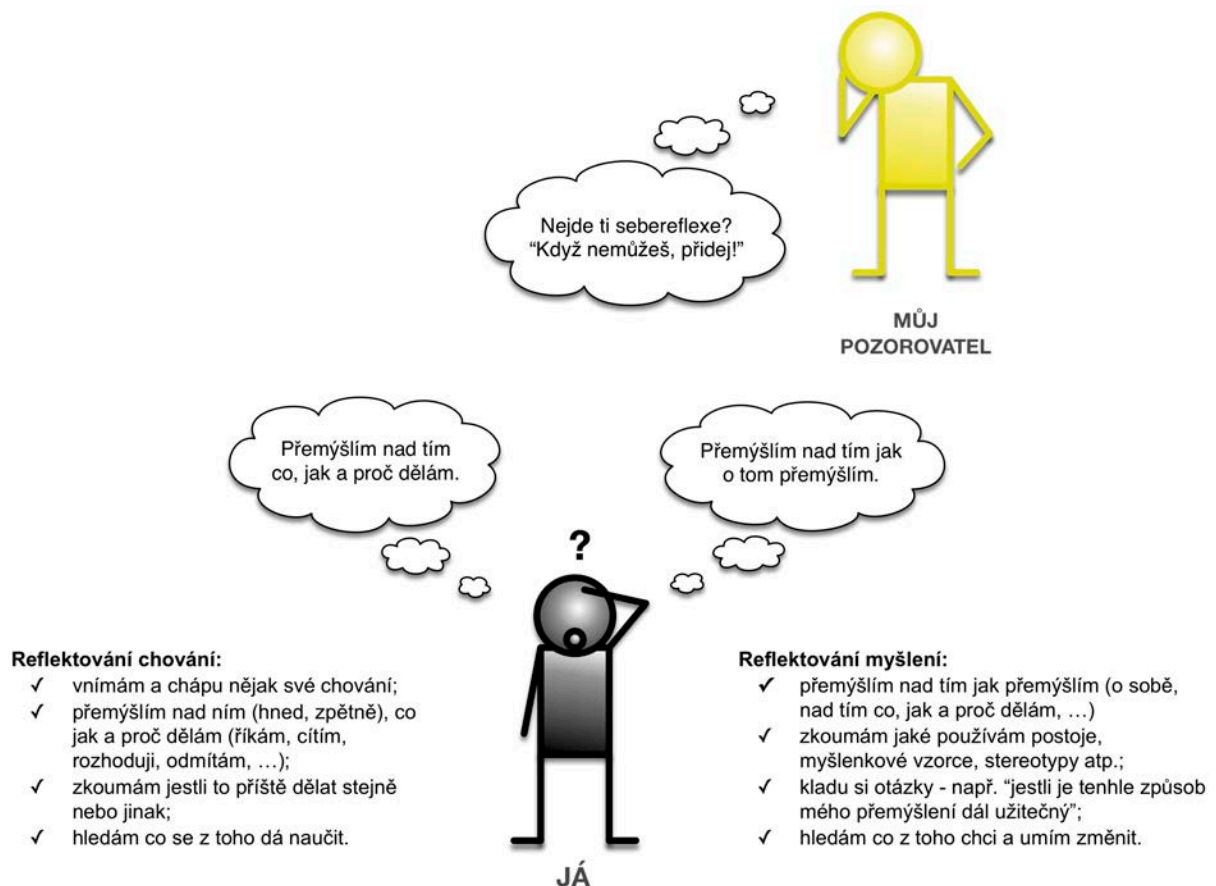 Nejde ti sebereflexe?
“Když nemůžeš, přidej!”
MŮJ
POZOROVATEL
Přemýšlím nad tím
co, jak a proč dělám.
Přemýšlím nad tím jak
o tom přemýšlím.
?
Reflektování chování:
✓ vnímám a chápu nějak své chování;
✓ přemýšlím nad ním (hned, zpětně), co
jak a proč dělám (říkám, cítím,
rozhoduji, odmítám, …);
✓ zkoumám jestli to příště dělat stejně
nebo jinak;
✓ hledám co se z toho dá naučit.
JÁ
Reflektování myšlení:
✓ přemýšlím nad tím jak přemýšlím (o sobě,
nad tím co, jak a proč dělám, …)
✓ zkoumám jaké používám postoje,
myšlenkové vzorce, stereotypy atp.;
✓ kladu si otázky - např. “jestli je tenhle způsob
mého přemýšlení dál užitečný”;
✓ hledám co z toho chci a umím změnit.